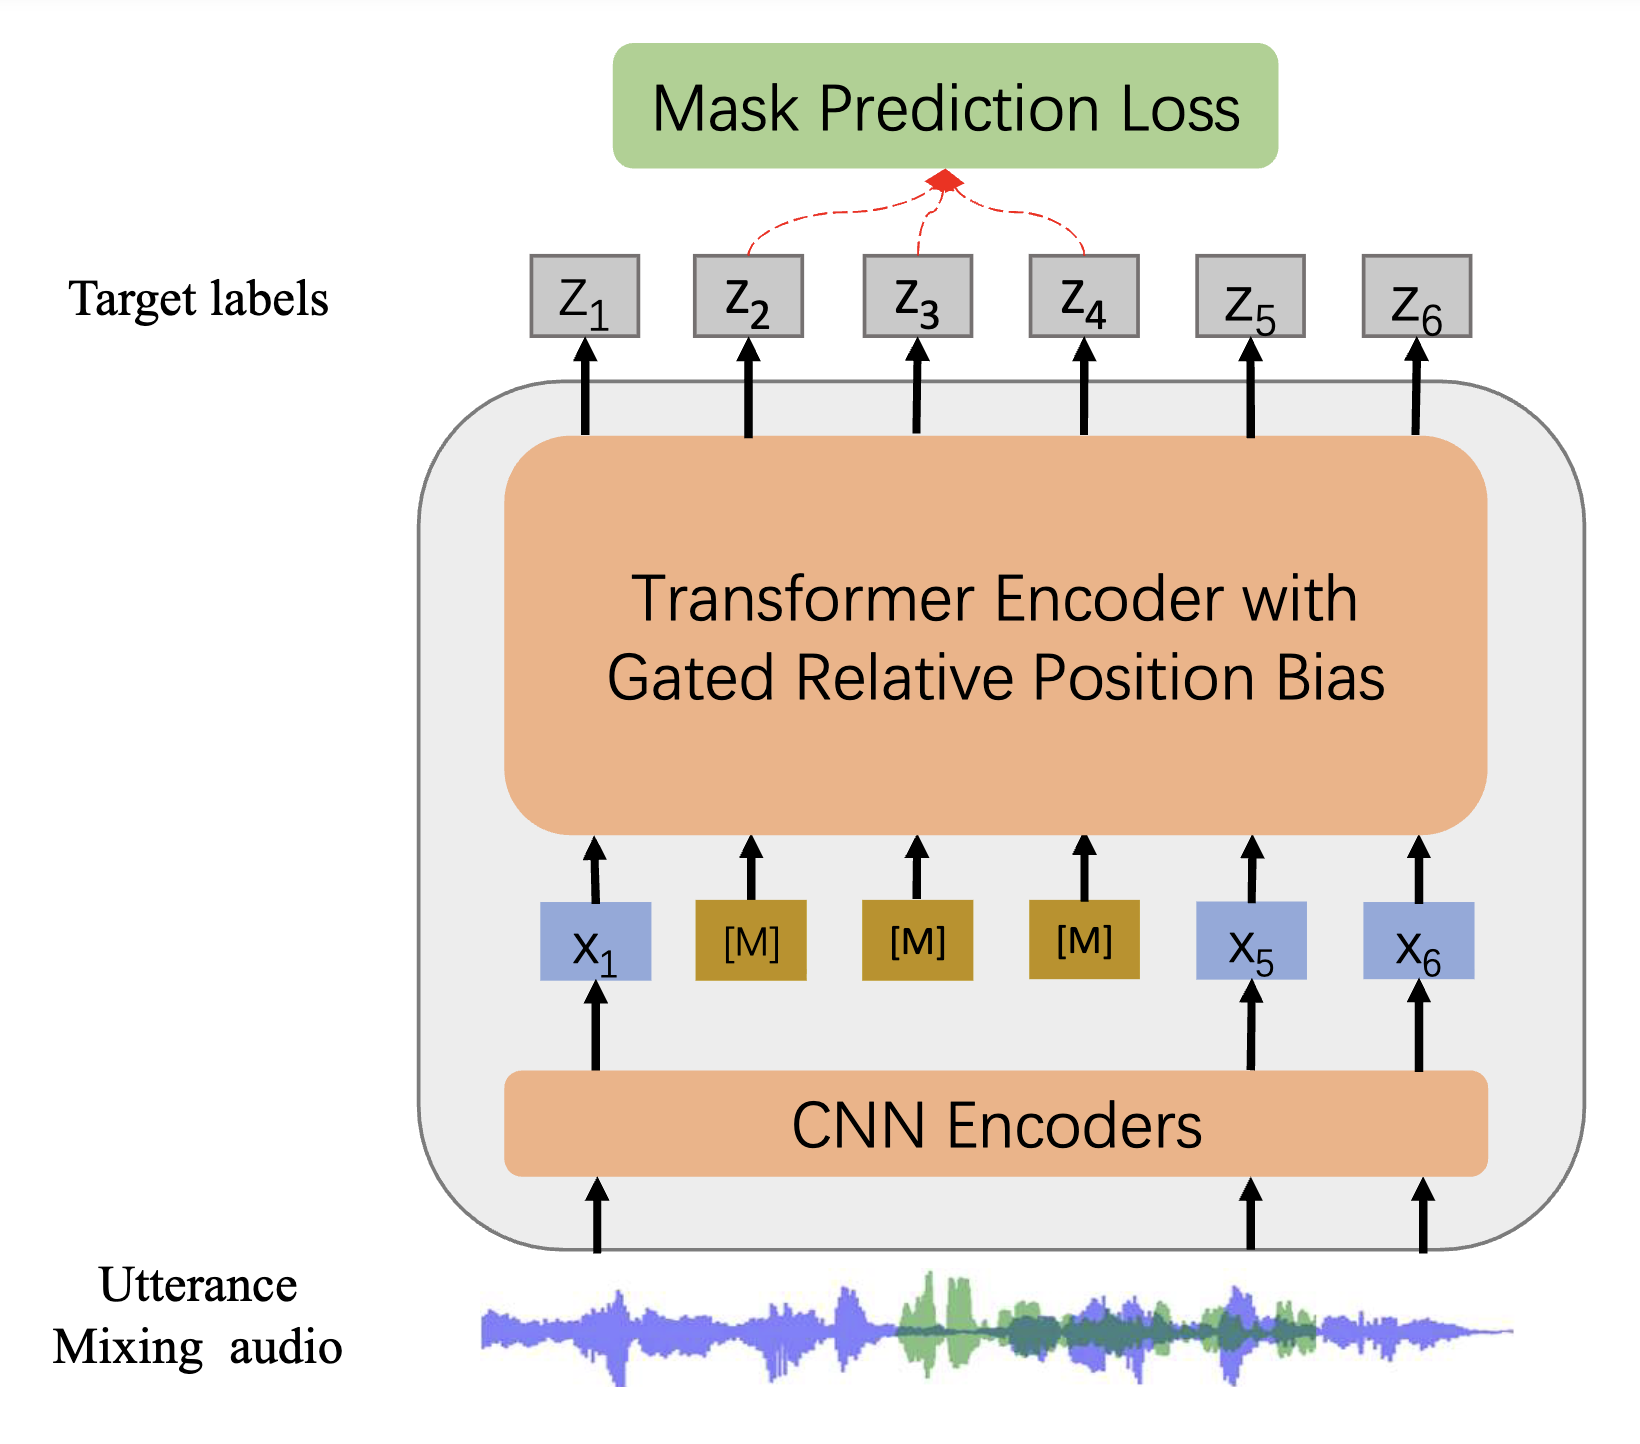 Mask Prediction Loss
Target labels
Z1 z2 z3 z4 z5 z6
Transformer Encoder with
Gated Relative Position Bias
x1 [M] [M] [M] x5 x6
CNN Encoders
Utterance
Mixing audio